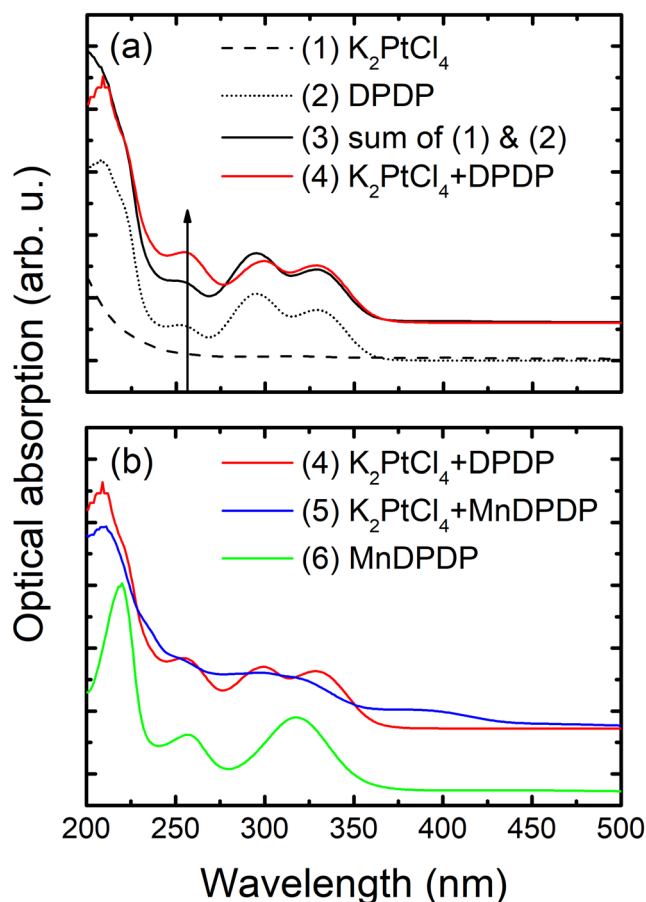 (a)
(1) K₂PtCl₄
(2) DPDP
(3) sum of (1) & (2)
(4) K₂PtCl₄+DPDP
(b)
(4) K₂PtCl₄+DPDP
(5) K₂PtCl₄+MnDPDP
(6) MnDPDP
Optical absorption (arb. u.)
200 250 300 350 400 450 500
Wavelength (nm)